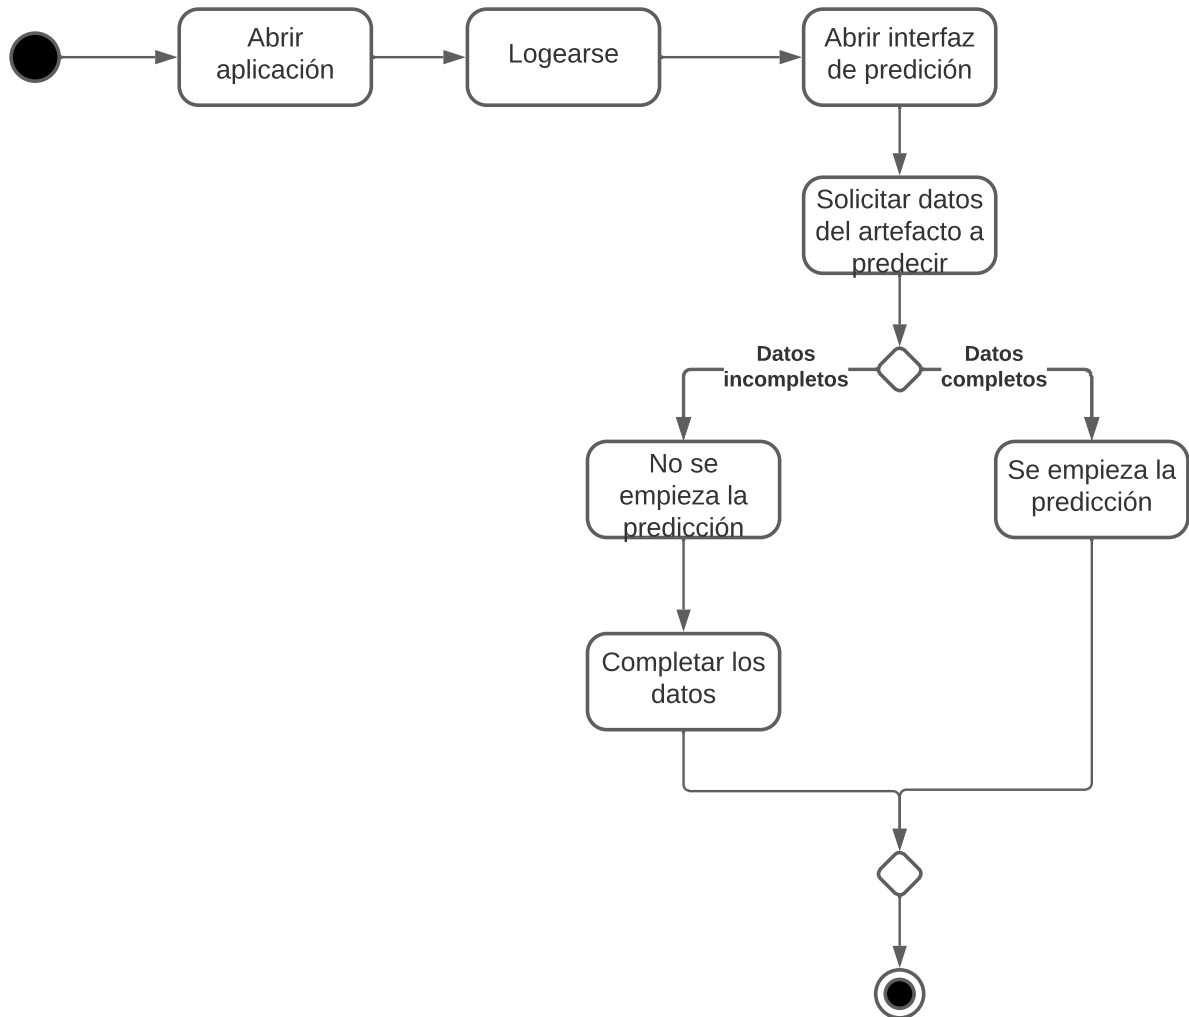 Abrir
aplicación
Logearse
Abrir interfaz
de predición
Solicitar datos
del artefacto a
predecir
Datos
incompletos
Datos
completos
No se
empieza la
predicción
Se empieza la
predicción
Completar los
datos